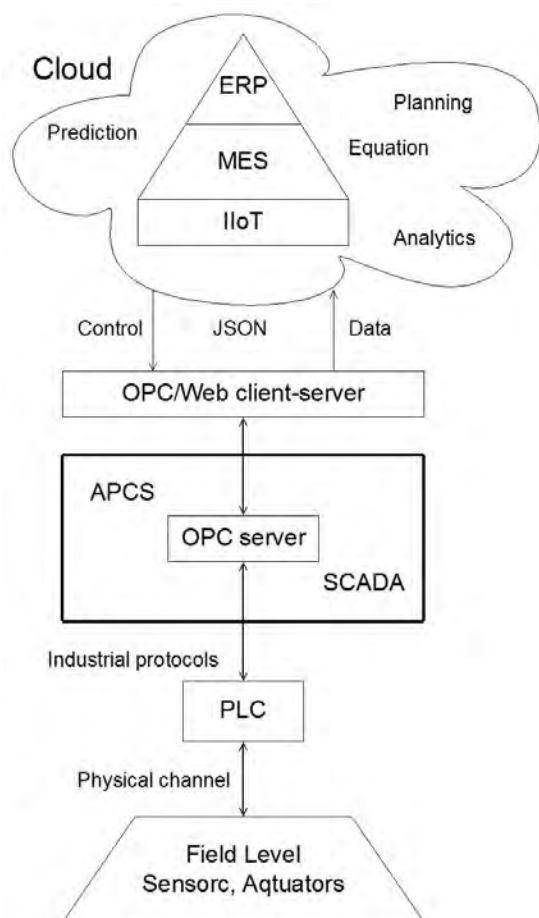 Cloud
ERP
Planning
Prediction
Equation
MES
IIoT
Analytics
Control
JSON
Data
OPC/Web client-server
APCS
OPC server
SCADA
Industrial protocols
PLC
Physical channel
Field Level
Sensorc, Aqtuators